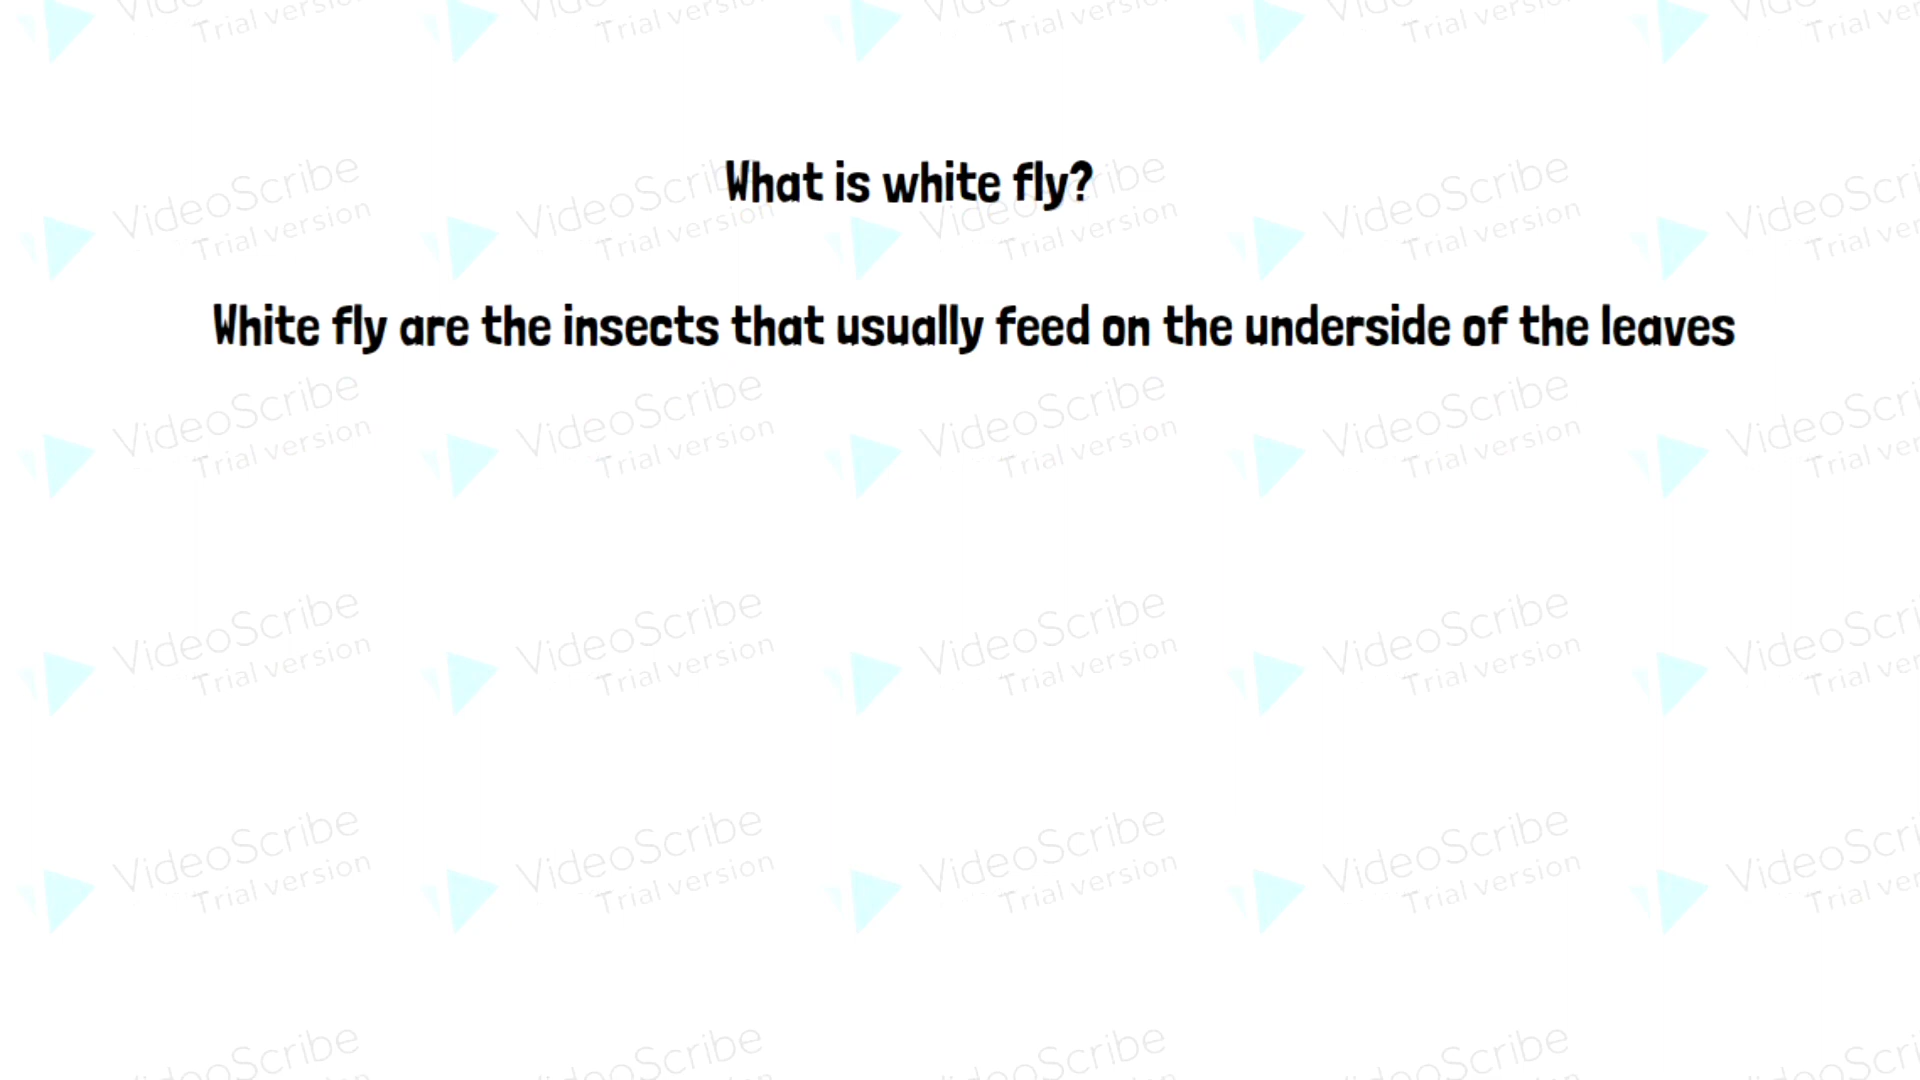 What is white fly?
White fly are the insects that usually feed on the underside of the leaves
VideoScribe
Trial version